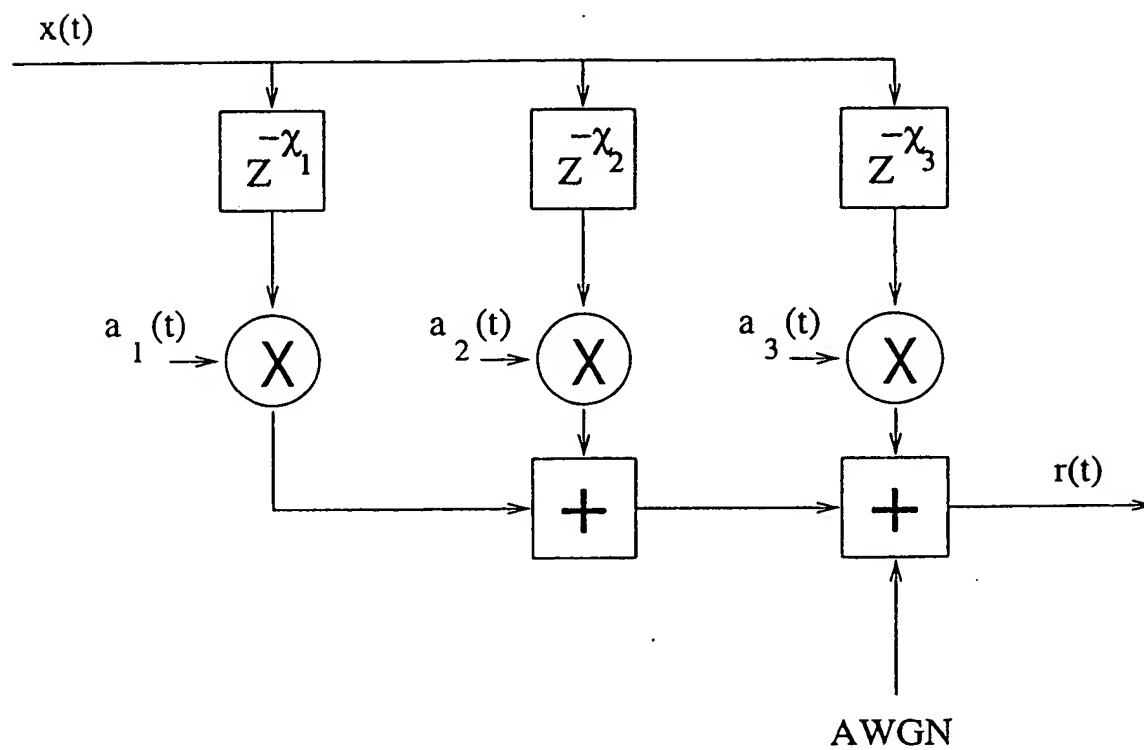 x(t)
Z^-χ_1
Z^-χ_2
Z^-χ_3
a_1(t)
X
a_2(t)
X
a_3(t)
X
+
+
r(t)
AWGN